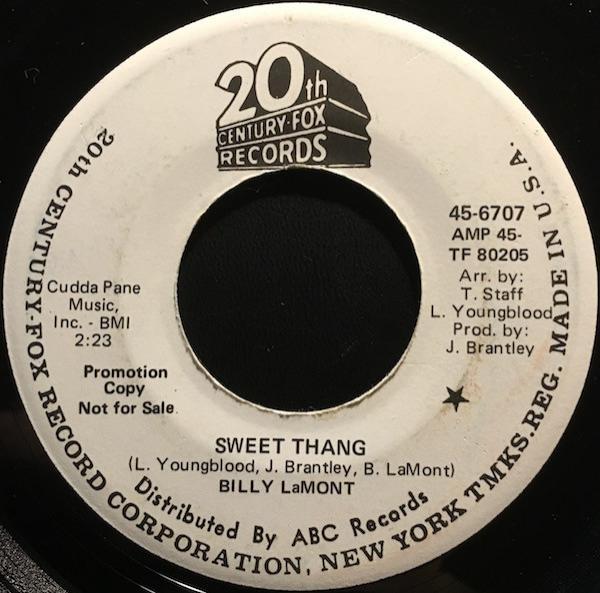 20th
CENTURY-FOX
RECORDS
45-6707
AMP 45-
TF 80205
Arr. by:
T. Staff
L. Youngblood
Prod. by:
J. Brantley
Cudda Pane
Music,
Inc. - BMI
2:23
Promotion
Copy
Not for Sale
SWEET THANG
(L. Youngblood, J. Brantley, B. LaMont)
BILLY LaMONT
Distributed By ABC Records
20th CENTURY-FOX RECORD CORPORATION, NEW YORK TMKS.REG. MADE IN U.S.A.